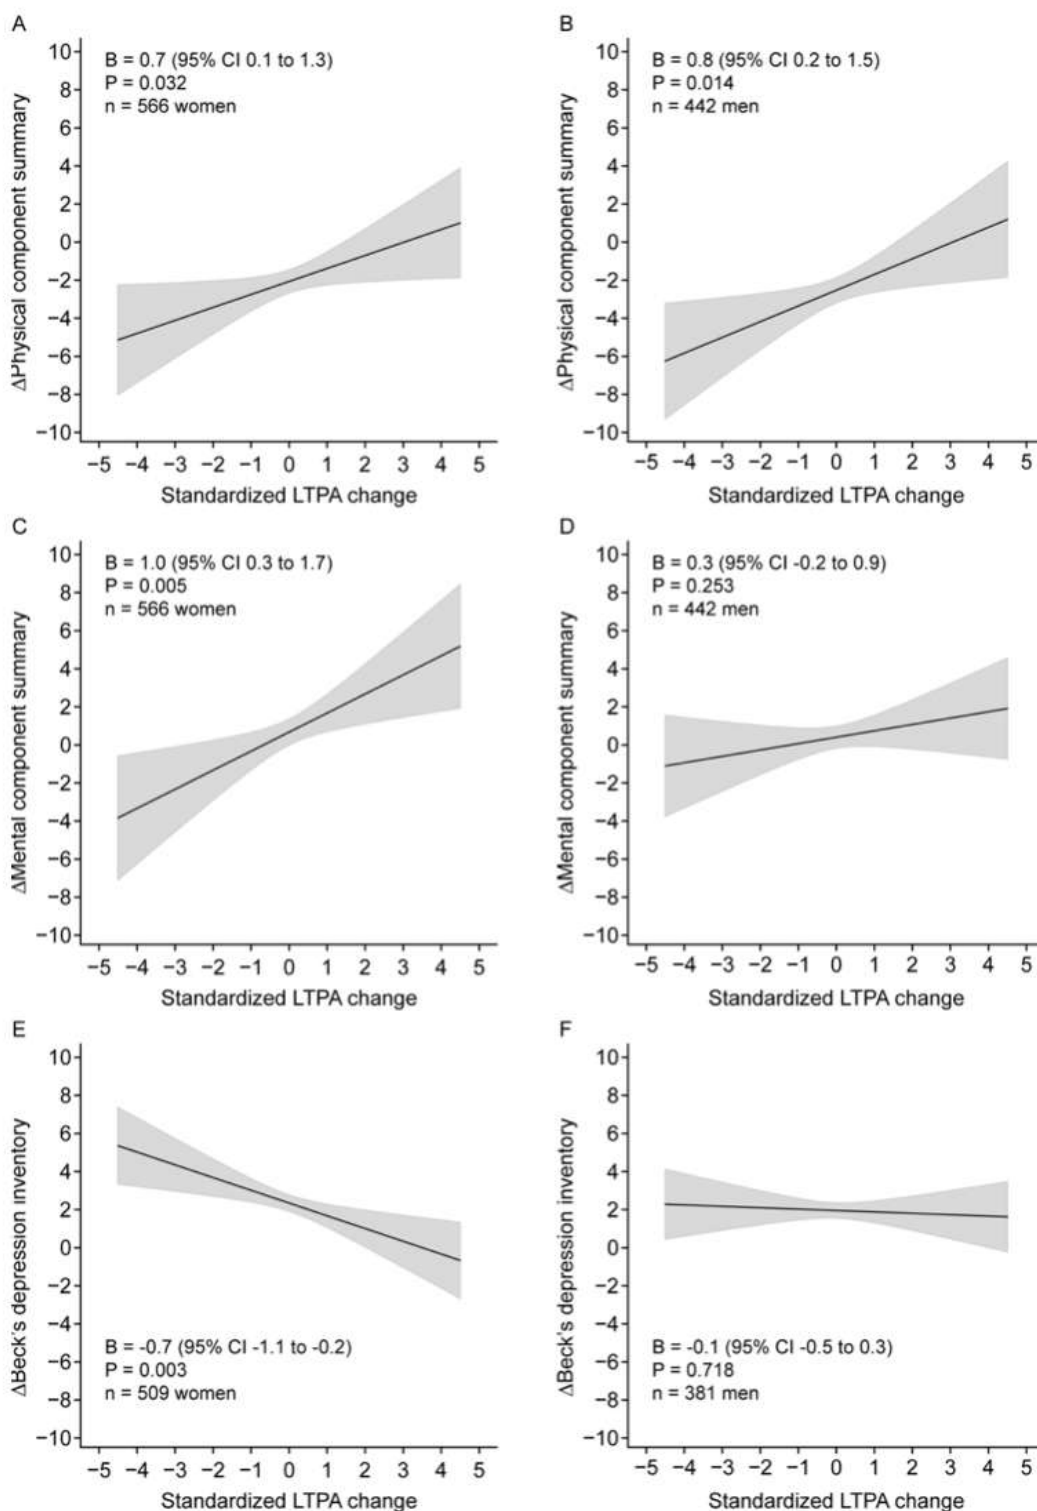 A
B = 0.7 (95% CI 0.1 to 1.3)
P = 0.032
n = 566 women
ΔPhysical component summary
10
8
6
4
2
0
−2
−4
−6
−8
−10
−5 −4 −3 −2 −1 0 1 2 3 4 5
Standardized LTPA change
B
B = 0.8 (95% CI 0.2 to 1.5)
P = 0.014
n = 442 men
ΔPhysical component summary
10
8
6
4
2
0
−2
−4
−6
−8
−10
−5 −4 −3 −2 −1 0 1 2 3 4 5
Standardized LTPA change
C
B = 1.0 (95% CI 0.3 to 1.7)
P = 0.005
n = 566 women
ΔMental component summary
10
8
6
4
2
0
−2
−4
−6
−8
−10
−5 −4 −3 −2 −1 0 1 2 3 4 5
Standardized LTPA change
D
B = 0.3 (95% CI -0.2 to 0.9)
P = 0.253
n = 442 men
ΔMental component summary
10
8
6
4
2
0
−2
−4
−6
−8
−10
−5 −4 −3 −2 −1 0 1 2 3 4 5
Standardized LTPA change
E
ΔBeck's depression inventory
10
8
6
4
2
0
−2
−4
−6
−8
−10
B = -0.7 (95% CI -1.1 to -0.2)
P = 0.003
n = 509 women
−5 −4 −3 −2 −1 0 1 2 3 4 5
Standardized LTPA change
F
ΔBeck's depression inventory
10
8
6
4
2
0
−2
−4
−6
−8
−10
B = -0.1 (95% CI -0.5 to 0.3)
P = 0.718
n = 381 men
−5 −4 −3 −2 −1 0 1 2 3 4 5
Standardized LTPA change